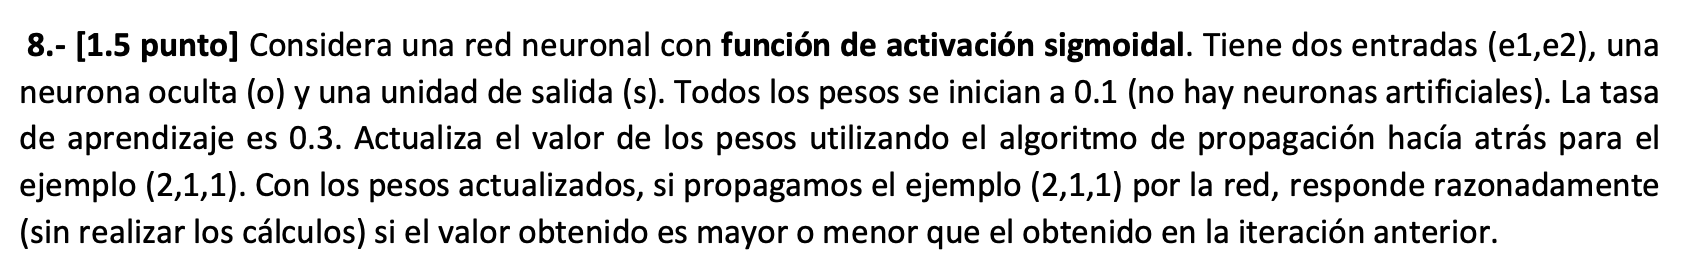 8.- [1.5 punto] Considera una red neuronal con función de activación sigmoidal. Tiene dos entradas (e1,e2), una
neurona oculta (o) y una unidad de salida (s). Todos los pesos se inician a 0.1 (no hay neuronas artificiales). La tasa
de aprendizaje es 0.3. Actualiza el valor de los pesos utilizando el algoritmo de propagación hacía atrás para el
ejemplo (2,1,1). Con los pesos actualizados, si propagamos el ejemplo (2,1,1) por la red, responde razonadamente
(sin realizar los cálculos) si el valor obtenido es mayor o menor que el obtenido en la iteración anterior.